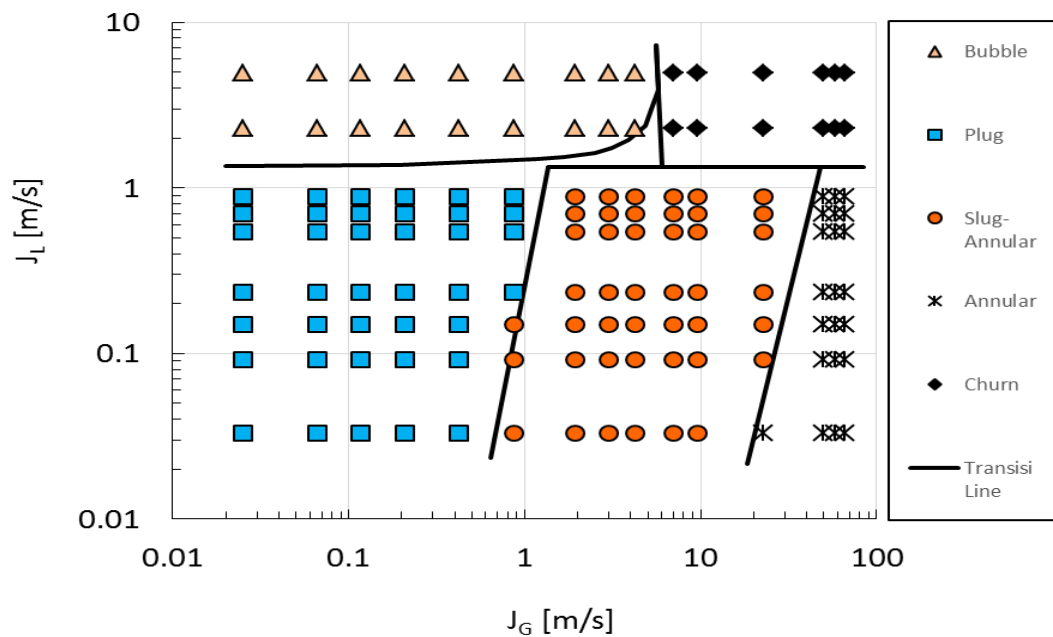 10
1
0.1
0.01
J_L [m/s]
0.01 0.1 1 10 100
J_G [m/s]
Bubble
Plug
Slug-
Annular
Annular
Churn
Transisi
Line